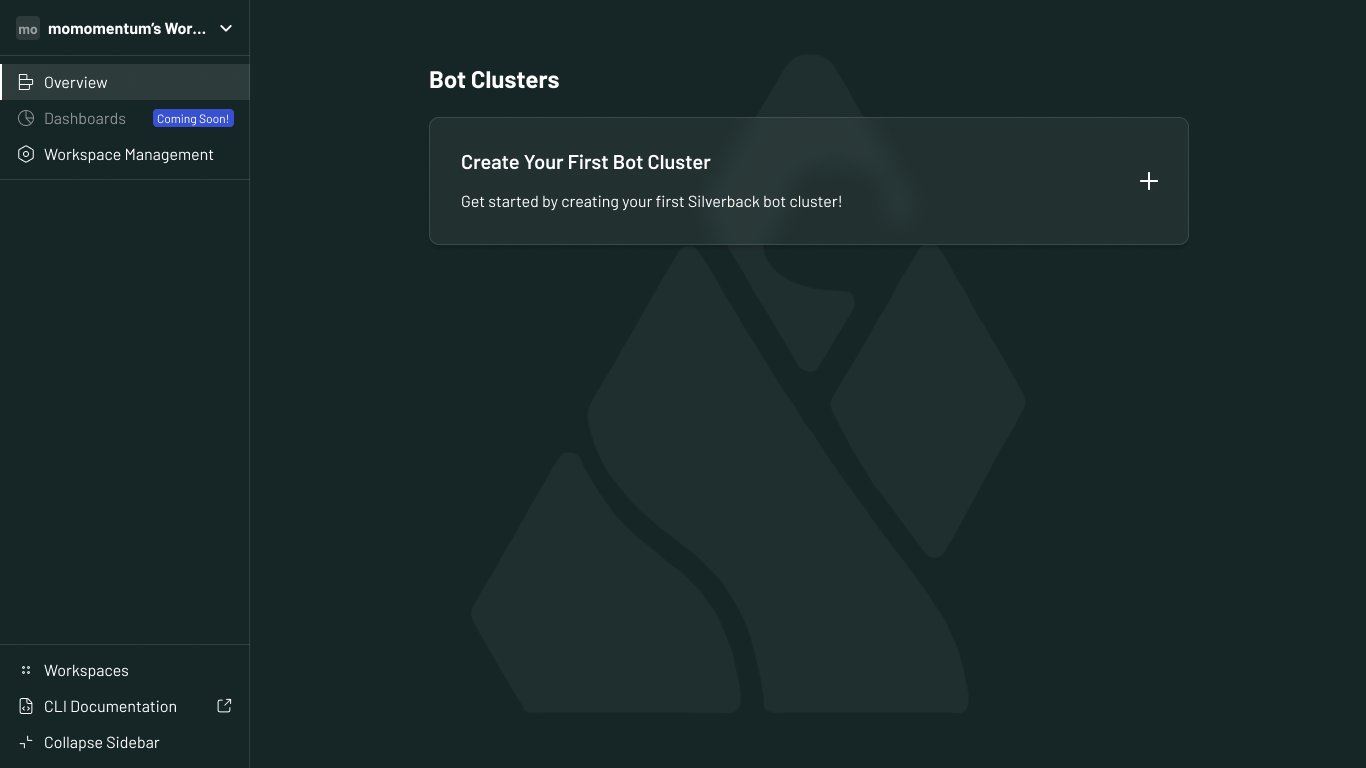 mo
momomentum’s Wor...
Overview
Dashboards
Coming Soon!
Workspace Management
Workspaces
CLI Documentation
Collapse Sidebar
Bot Clusters
Create Your First Bot Cluster
Get started by creating your first Silverback bot cluster!